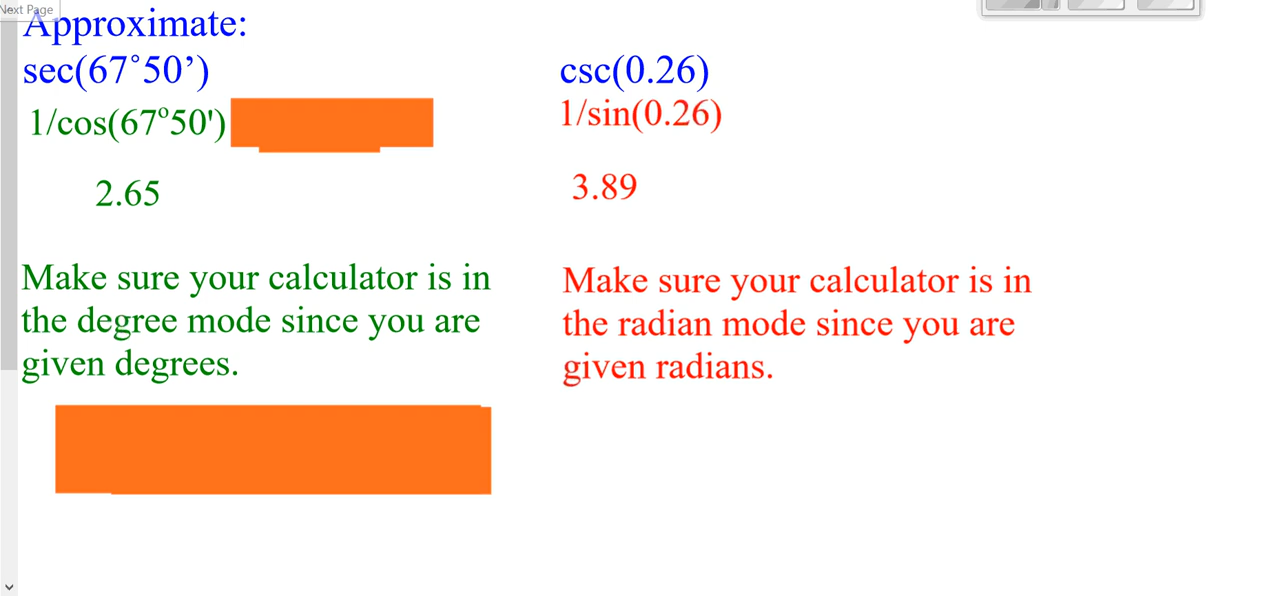 Next Page
Approximate:
sec(67˚50’)
1/cos(67º50')
2.65
Make sure your calculator is in
the degree mode since you are
given degrees.
csc(0.26)
1/sin(0.26)
3.89
Make sure your calculator is in
the radian mode since you are
given radians.